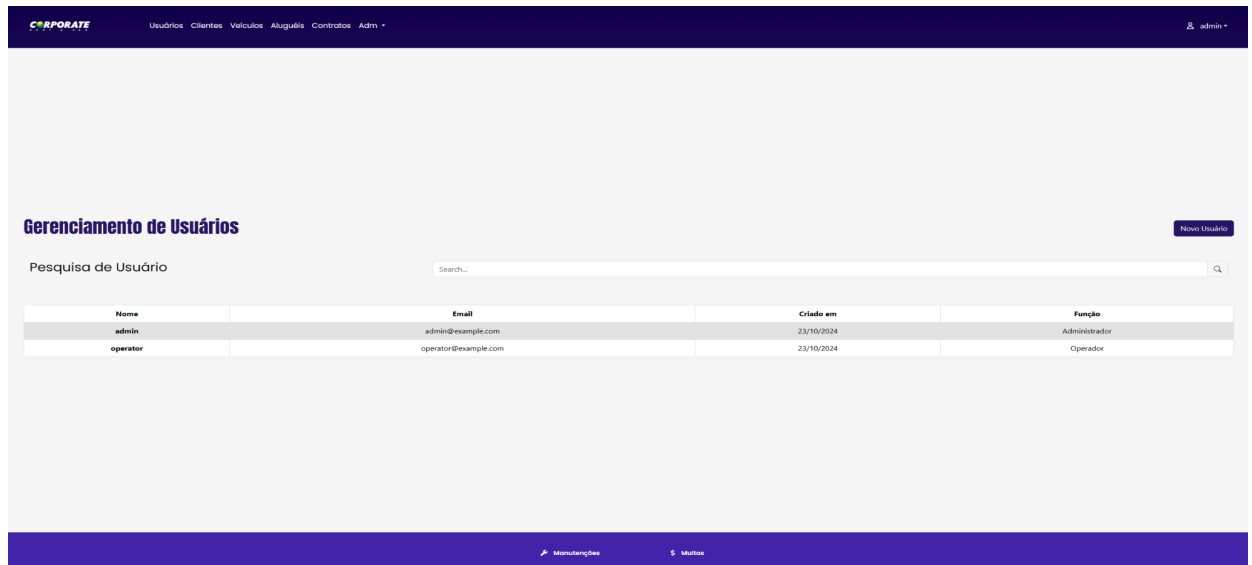 CORPORATE
Usuários Clientes Veículos Aluguéis Contratos Adm
admin
Gerenciamento de Usuários
Novo Usuário
Pesquisa de Usuário
Search...
Nome Email Criado em Função
admin admin@example.com 23/10/2024 Administrador
operator operator@example.com 23/10/2024 Operador
Manutenções $ Multas